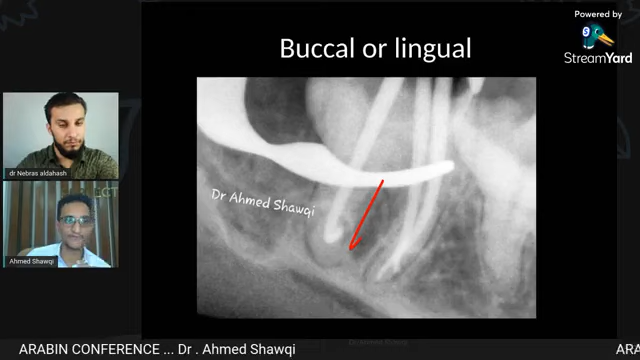 Powered by
StreamYard
Buccal or lingual
Dr Ahmed Shawqi
dr Nebras aldahash
Ahmed Shawqi
ARABIN CONFERENCE ... Dr . Ahmed Shawqi
ARA